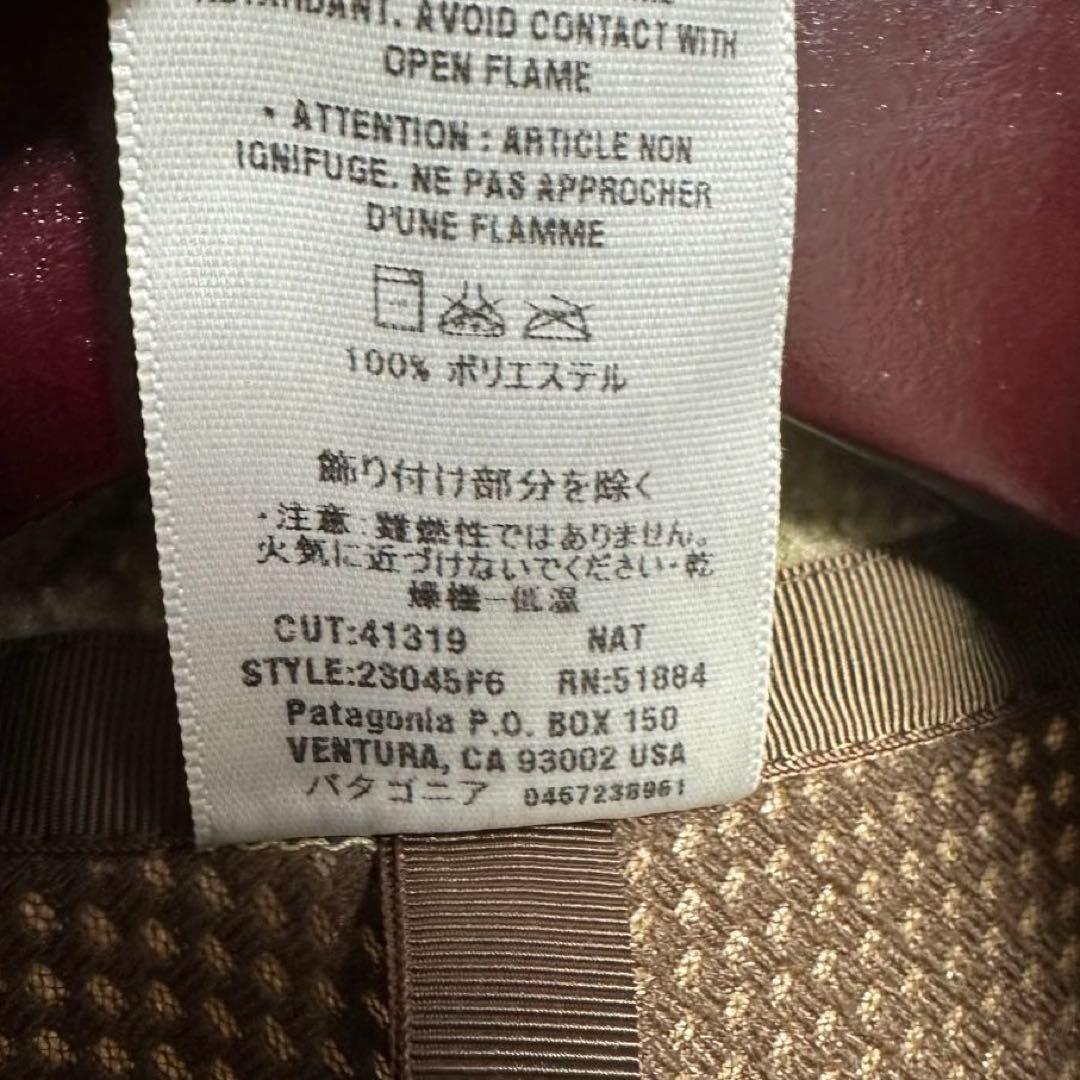 AVOID CONTACT WITH
OPEN FLAME
• ATTENTION : ARTICLE NON
IGNIFUGE. NE PAS APPROCHER
D'UNE FLAMME
100% ポリエステル
飾り付け部分を除く
・注意:難燃性ではありません。
火気に近づけないでください・乾
燥機－低温
CUT:41319 NAT
STYLE:23045F6 RN:51884
Patagonia P.O. BOX 150
VENTURA, CA 93002 USA
パタゴニア 0467238961